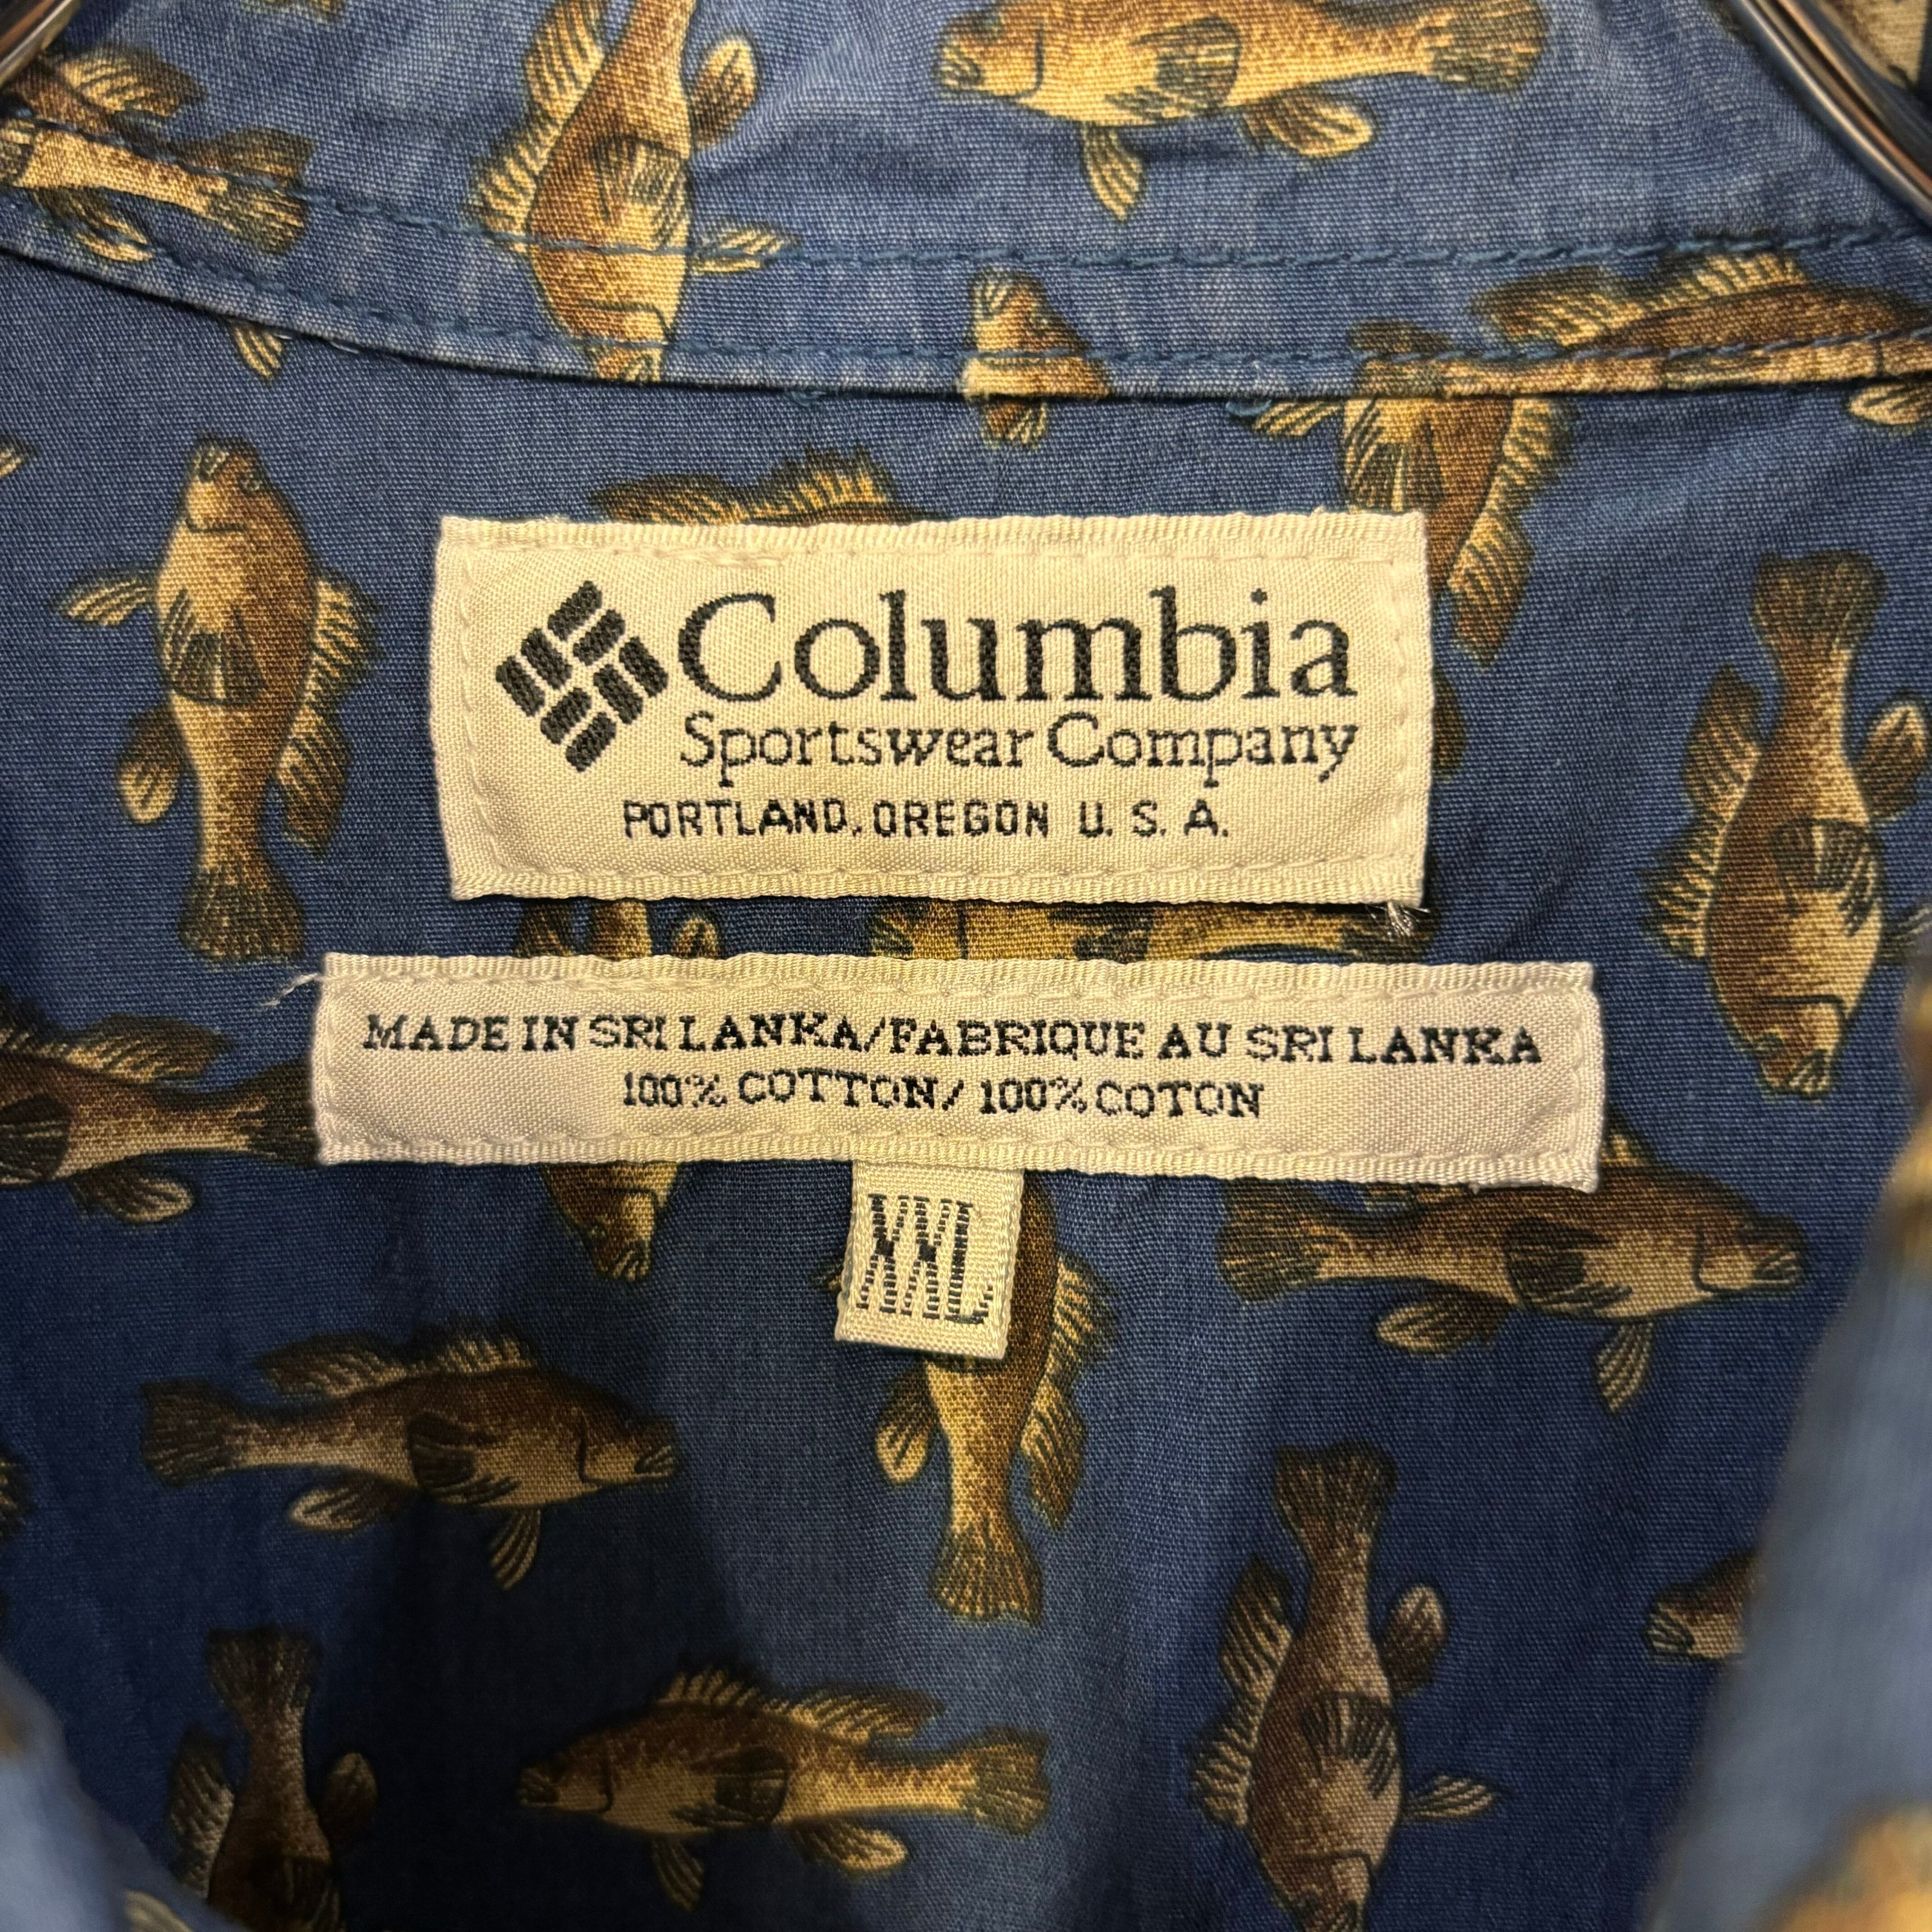 Columbia
Sportswear Company
PORTLAND, OREGON U. S. A.
MADE IN SRI LANKA/FABRIQUE AU SRI LANKA
100% COTTON/ 100% COTON
XXL